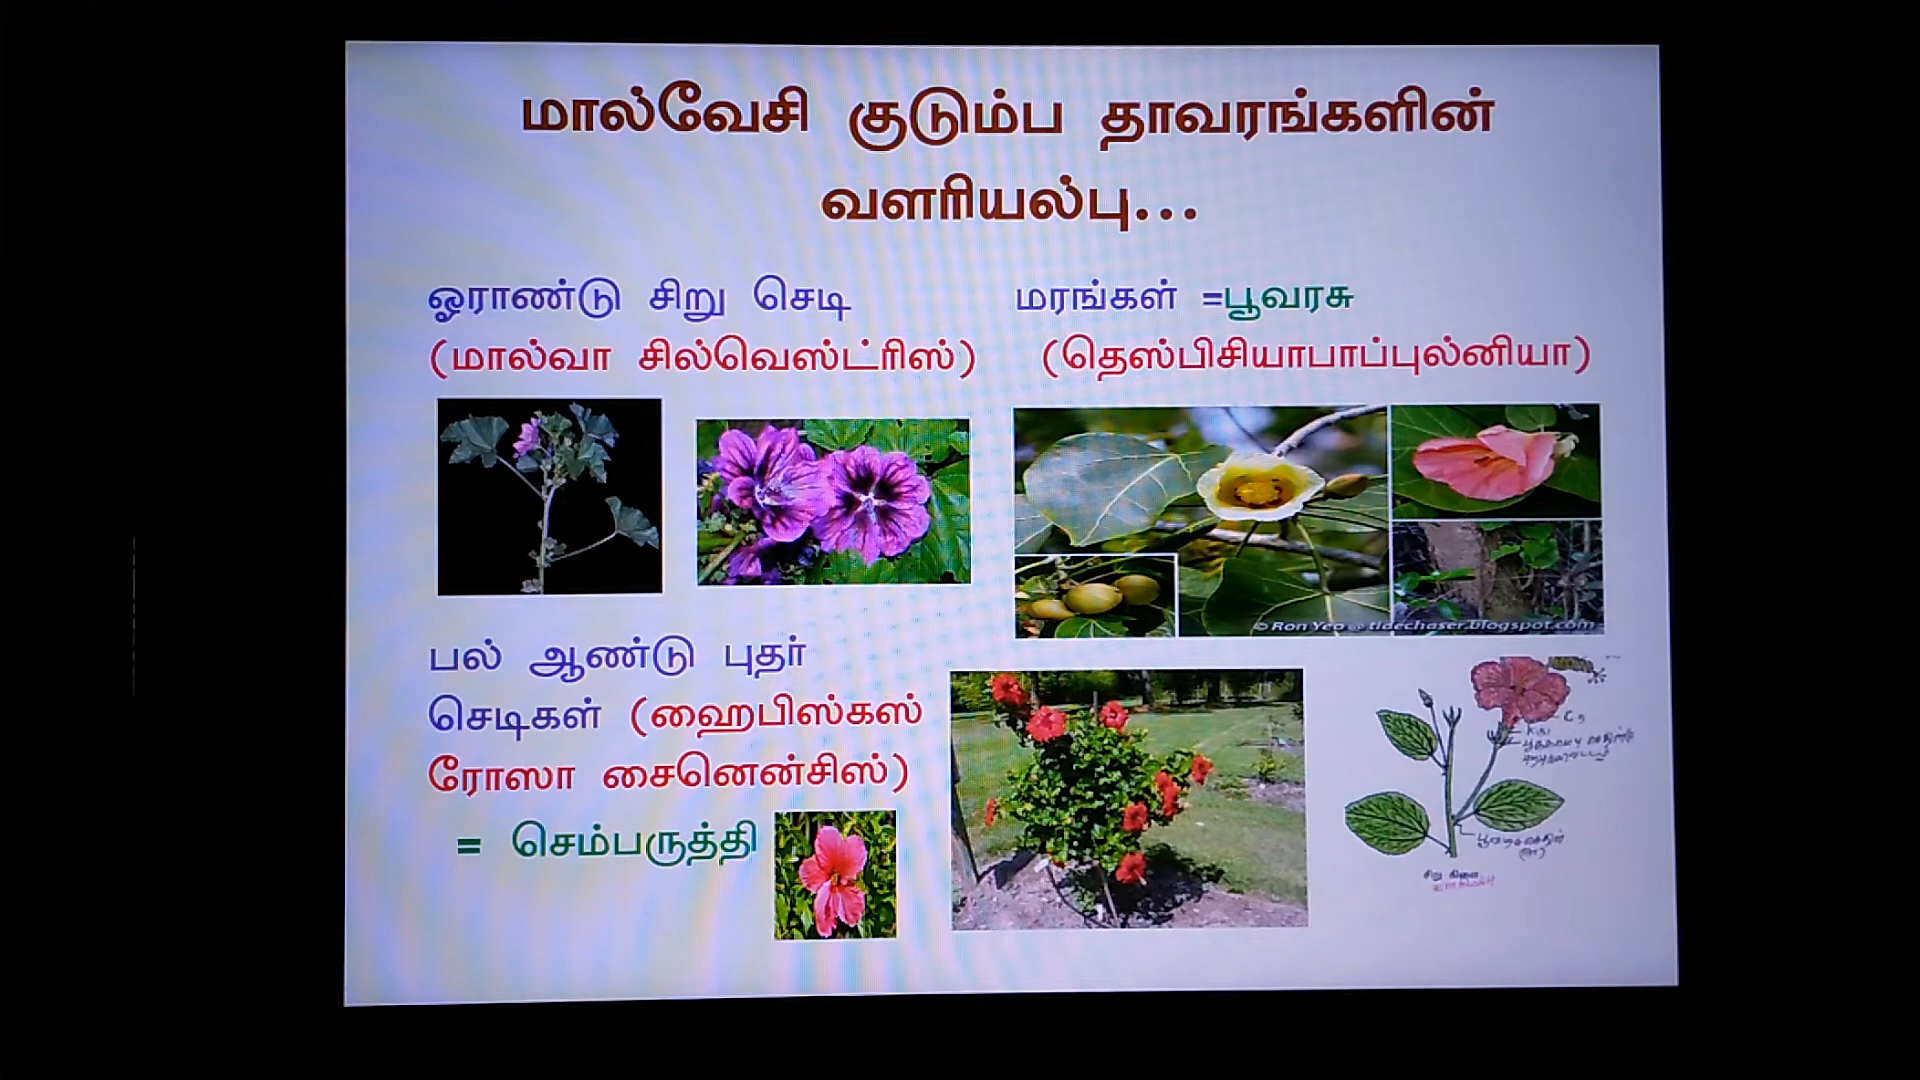 மால்வேசி குடும்ப தாவரங்களின்
வளரியல்பு...
ஓராண்டு சிறு செடி
(மால்வா சில்வெஸ்ட்ரிஸ்)
மரங்கள் =பூவரசு
(தெஸ்பிசியாபாப்புல்னியா)
© Ron Yeo @ tidechaser.blogspot.com
பல் ஆண்டு புதர்
செடிகள் (ஹைபிஸ்கஸ்
ரோஸா சைனென்சிஸ்)
= செம்பருத்தி
சிறு கிளை